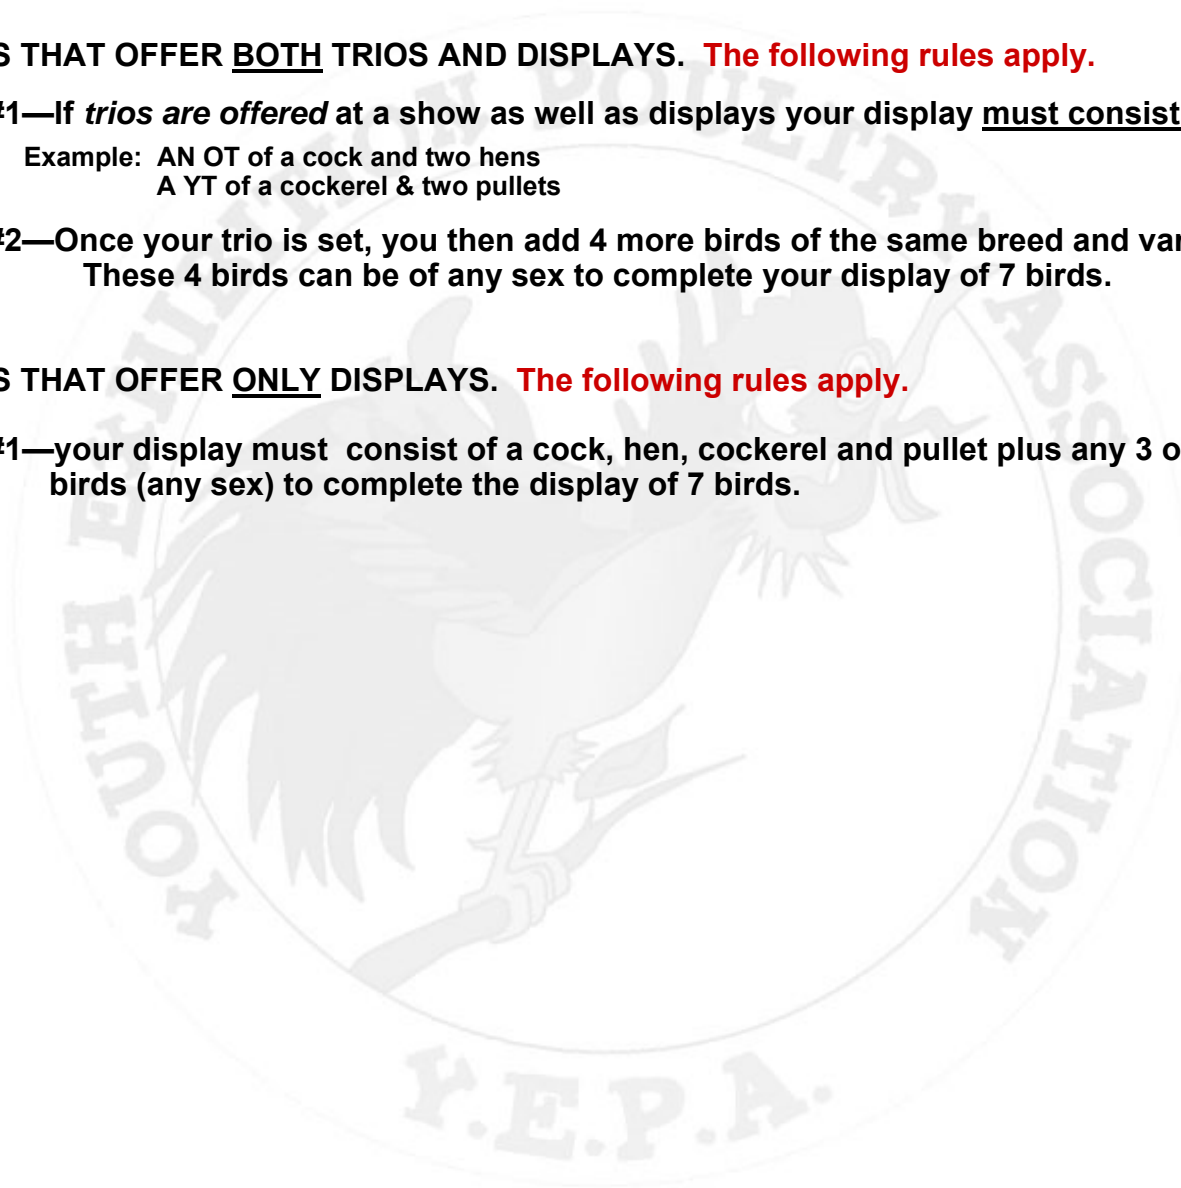 S THAT OFFER BOTH TRIOS AND DISPLAYS. The following rules apply.
#1—If trios are offered at a show as well as displays your display must consist
Example: AN OT of a cock and two hens
A YT of a cockerel & two pullets
#2—Once your trio is set, you then add 4 more birds of the same breed and var
These 4 birds can be of any sex to complete your display of 7 birds.
S THAT OFFER ONLY DISPLAYS. The following rules apply.
#1—your display must consist of a cock, hen, cockerel and pullet plus any 3 o
birds (any sex) to complete the display of 7 birds.
YOUTH EXHIBITION POULTRY ASSOCIATION
Y.E.P.A.